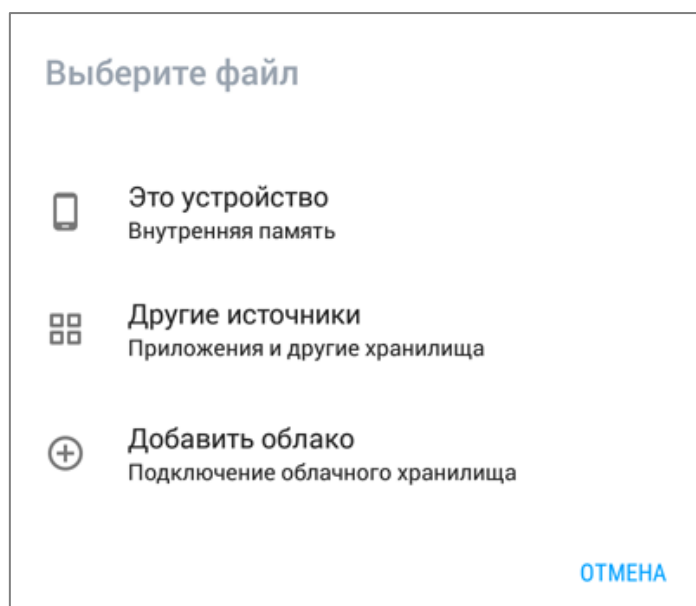 Выберите файл
Это устройство
Внутренняя память
Другие источники
Приложения и другие хранилища
Добавить облако
Подключение облачного хранилища
ОТМЕНА